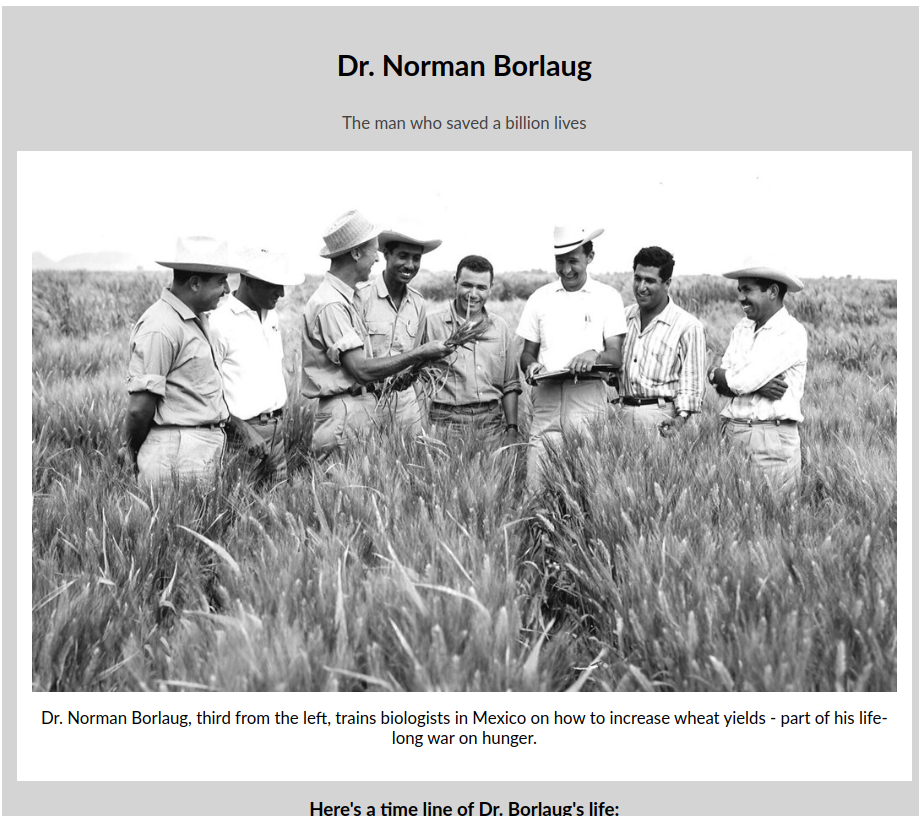 Dr. Norman Borlaug
The man who saved a billion lives
Dr. Norman Borlaug, third from the left, trains biologists in Mexico on how to increase wheat yields - part of his life-
long war on hunger.
Here's a time line of Dr. Borlaug's life: